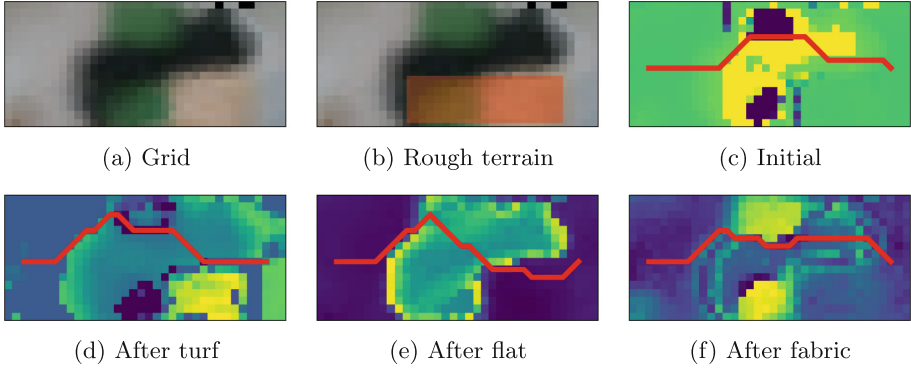 (a) Grid
(b) Rough terrain
(c) Initial
(d) After turf
(e) After flat
(f) After fabric